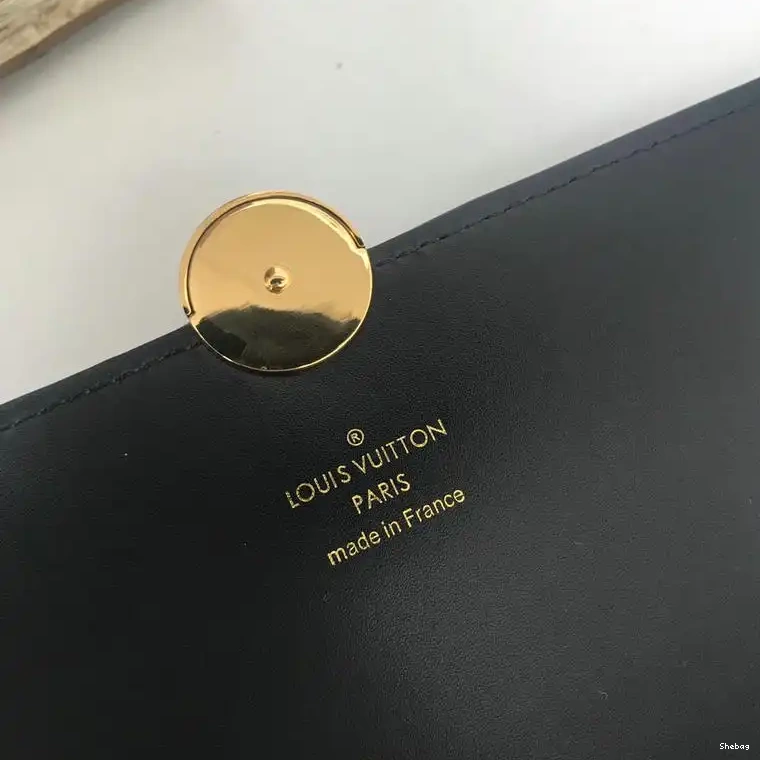 ®
LOUIS VUITTON
PARIS
made in France
Shebag